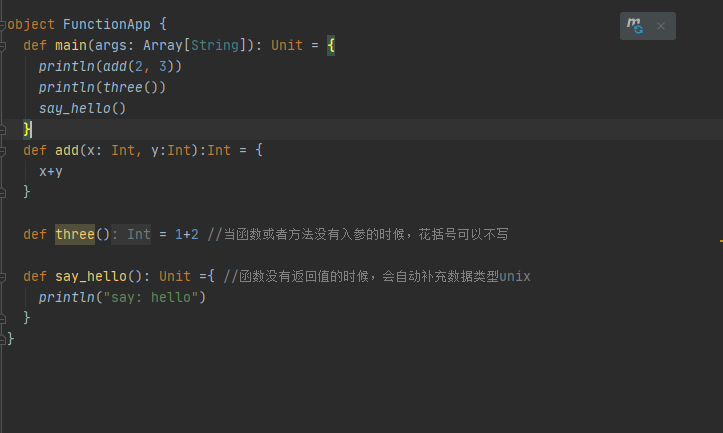 object FunctionApp {
def main(args: Array[String]): Unit = {
println(add(2, 3))
println(three())
say_hello()
}
def add(x: Int, y:Int):Int = {
x+y
}
def three(): Int = 1+2 //当函数或者方法没有入参的时候，花括号可以不写
def say_hello(): Unit ={ //函数没有返回值的时候，会自动补充数据类型unix
println("say: hello")
}
}
m